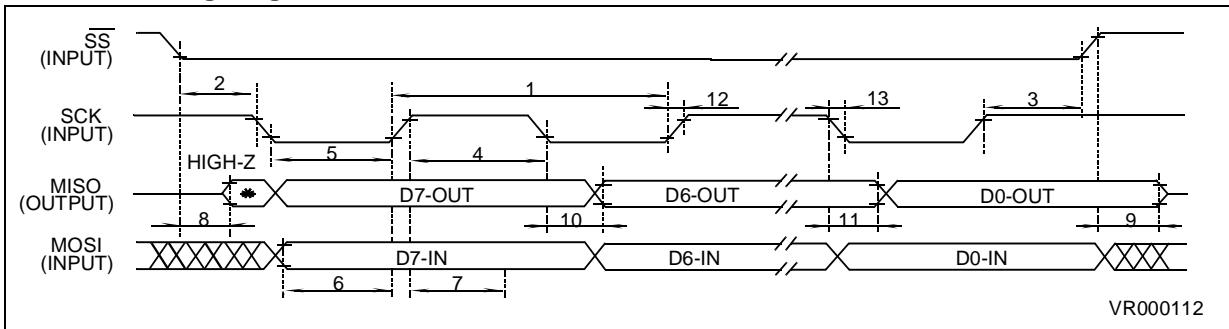 SS
(INPUT)
2
1
12
13
3
SCK
(INPUT)
HIGH-Z
5
4
MISO
(OUTPUT)
*
D7-OUT
D6-OUT
D0-OUT
8
10
11
9
MOSI
(INPUT)
D7-IN
D6-IN
D0-IN
6
7
VR000112